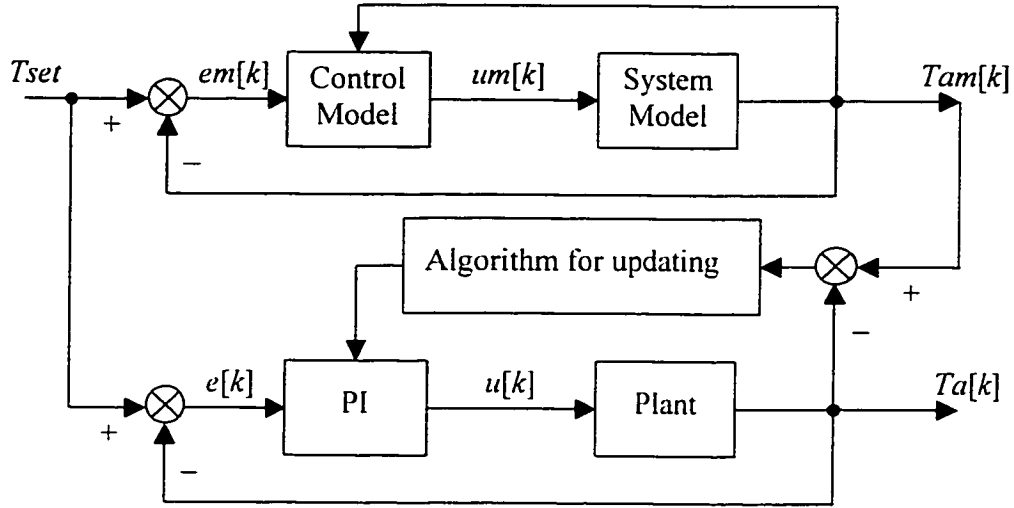 Tset
+
−
em[k]
Control
Model
um[k]
System
Model
Tam[k]
Algorithm for updating
+
−
+
−
e[k]
PI
u[k]
Plant
Ta[k]